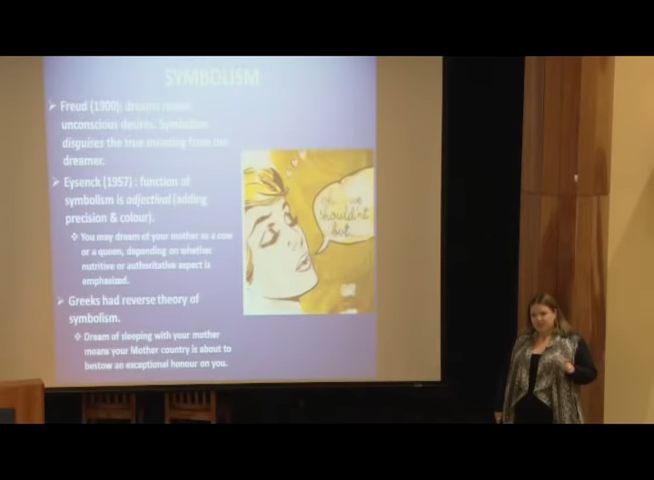 SYMBOLISM
Freud (1900): dreams
unconscious desires. Symbolism
disguises the true meaning from the
dreamer.
Eysenck (1957) : function of
symbolism is adjectival (adding
precision & colour).
You may dream of your mother as a cow
or a queen, depending on whether
nutritive or authoritative aspect is
emphasized.
Greeks had reverse theory of
symbolism.
Dream of sleeping with your mother
means your Mother country is about to
bestow an exceptional honour on you.
we
shouldn't
but...